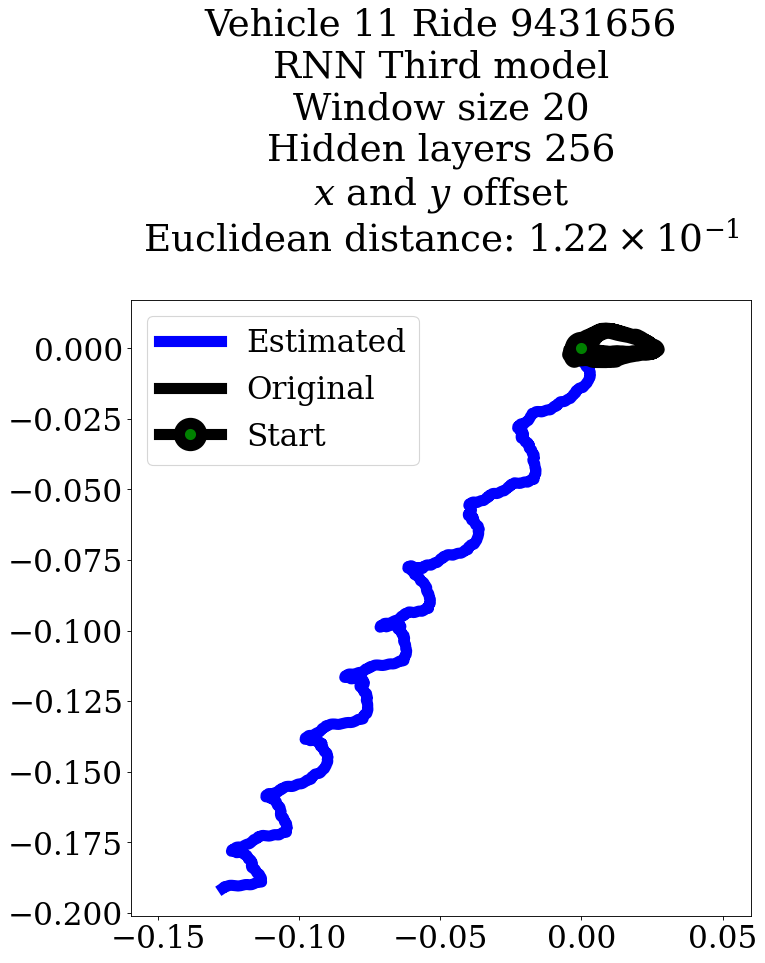 Vehicle 11 Ride 9431656
RNN Third model
Window size 20
Hidden layers 256
x and y offset
Euclidean distance: 1.22 × 10⁻¹
Estimated
Original
Start
0.000
−0.025
−0.050
−0.075
−0.100
−0.125
−0.150
−0.175
−0.200
−0.15 −0.10 −0.05 0.00 0.05